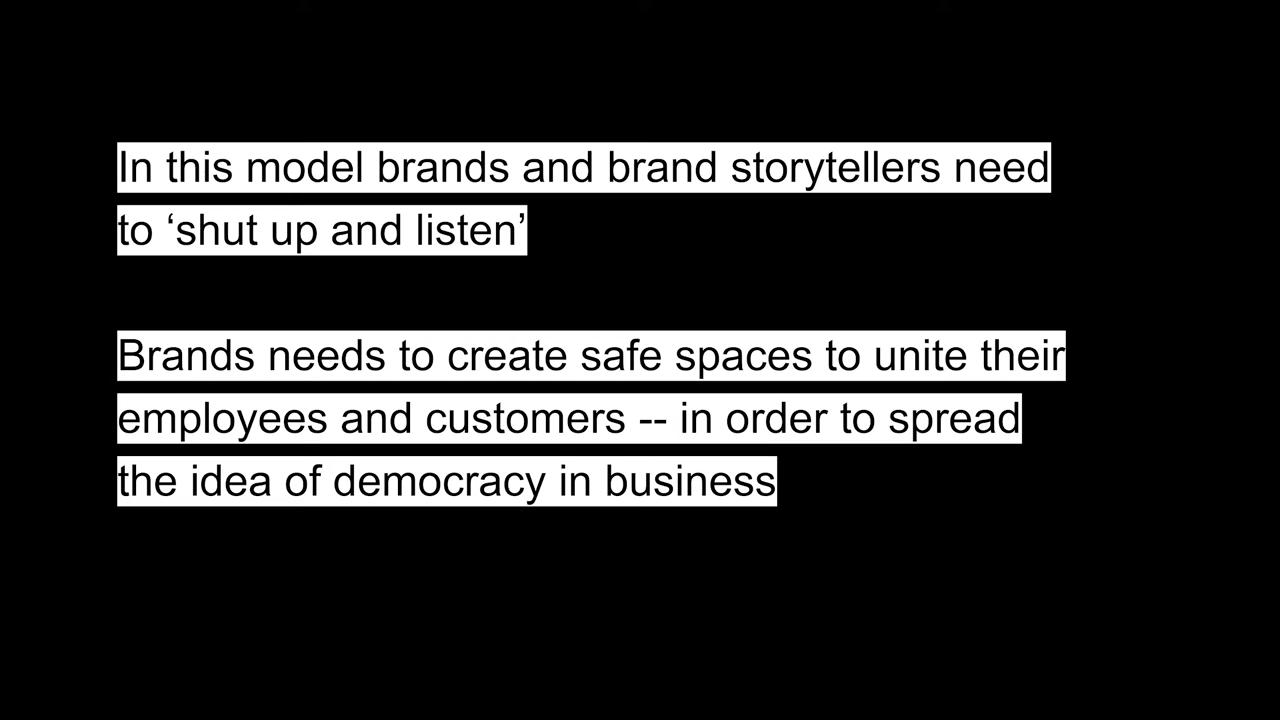 In this model brands and brand storytellers need
to ‘shut up and listen’
Brands needs to create safe spaces to unite their
employees and customers -- in order to spread
the idea of democracy in business